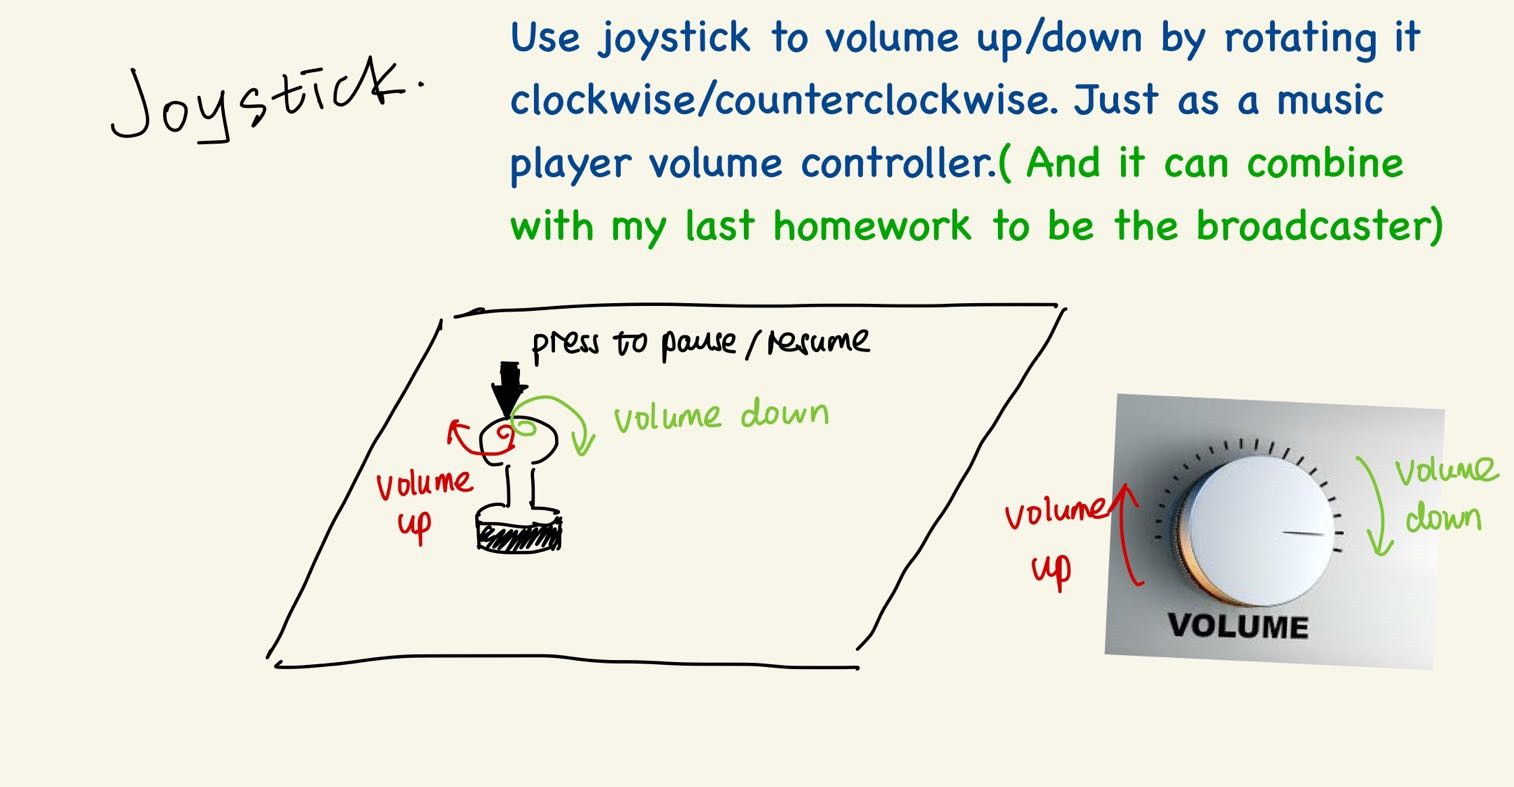 Joystick.
Use joystick to volume up/down by rotating it
clockwise/counterclockwise. Just as a music
player volume controller.( And it can combine
with my last homework to be the broadcaster)
press to pause/resume
volume down
volume
up
volume
up
volume
down
VOLUME